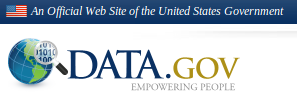 An Official Web Site of the United States Government
DATA.GOV
EMPOWERING PEOPLE